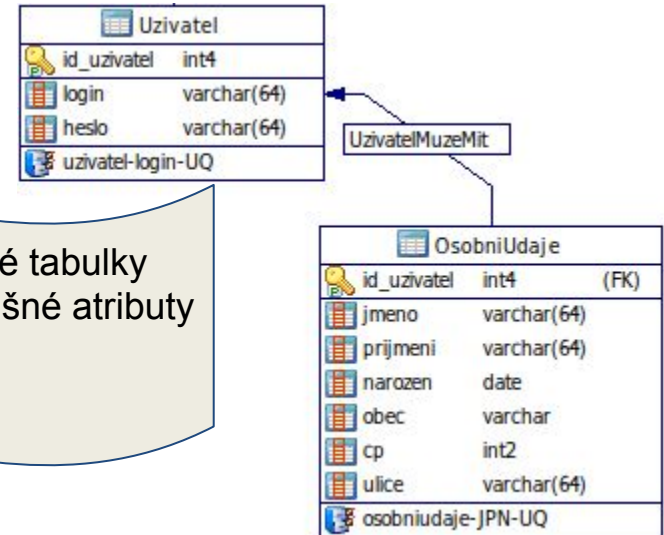 Uzivatel
id_uzivatel int4
login varchar(64)
heslo varchar(64)
uzivatel-login-UQ
UzivatelMuzeMit
é tabulky
šné atributy
OsobniUdaje
id_uzivatel int4 (FK)
jmeno varchar(64)
prijmeni varchar(64)
narozen date
obec varchar
cp int2
ulice varchar(64)
osobniudaje-JPN-UQ